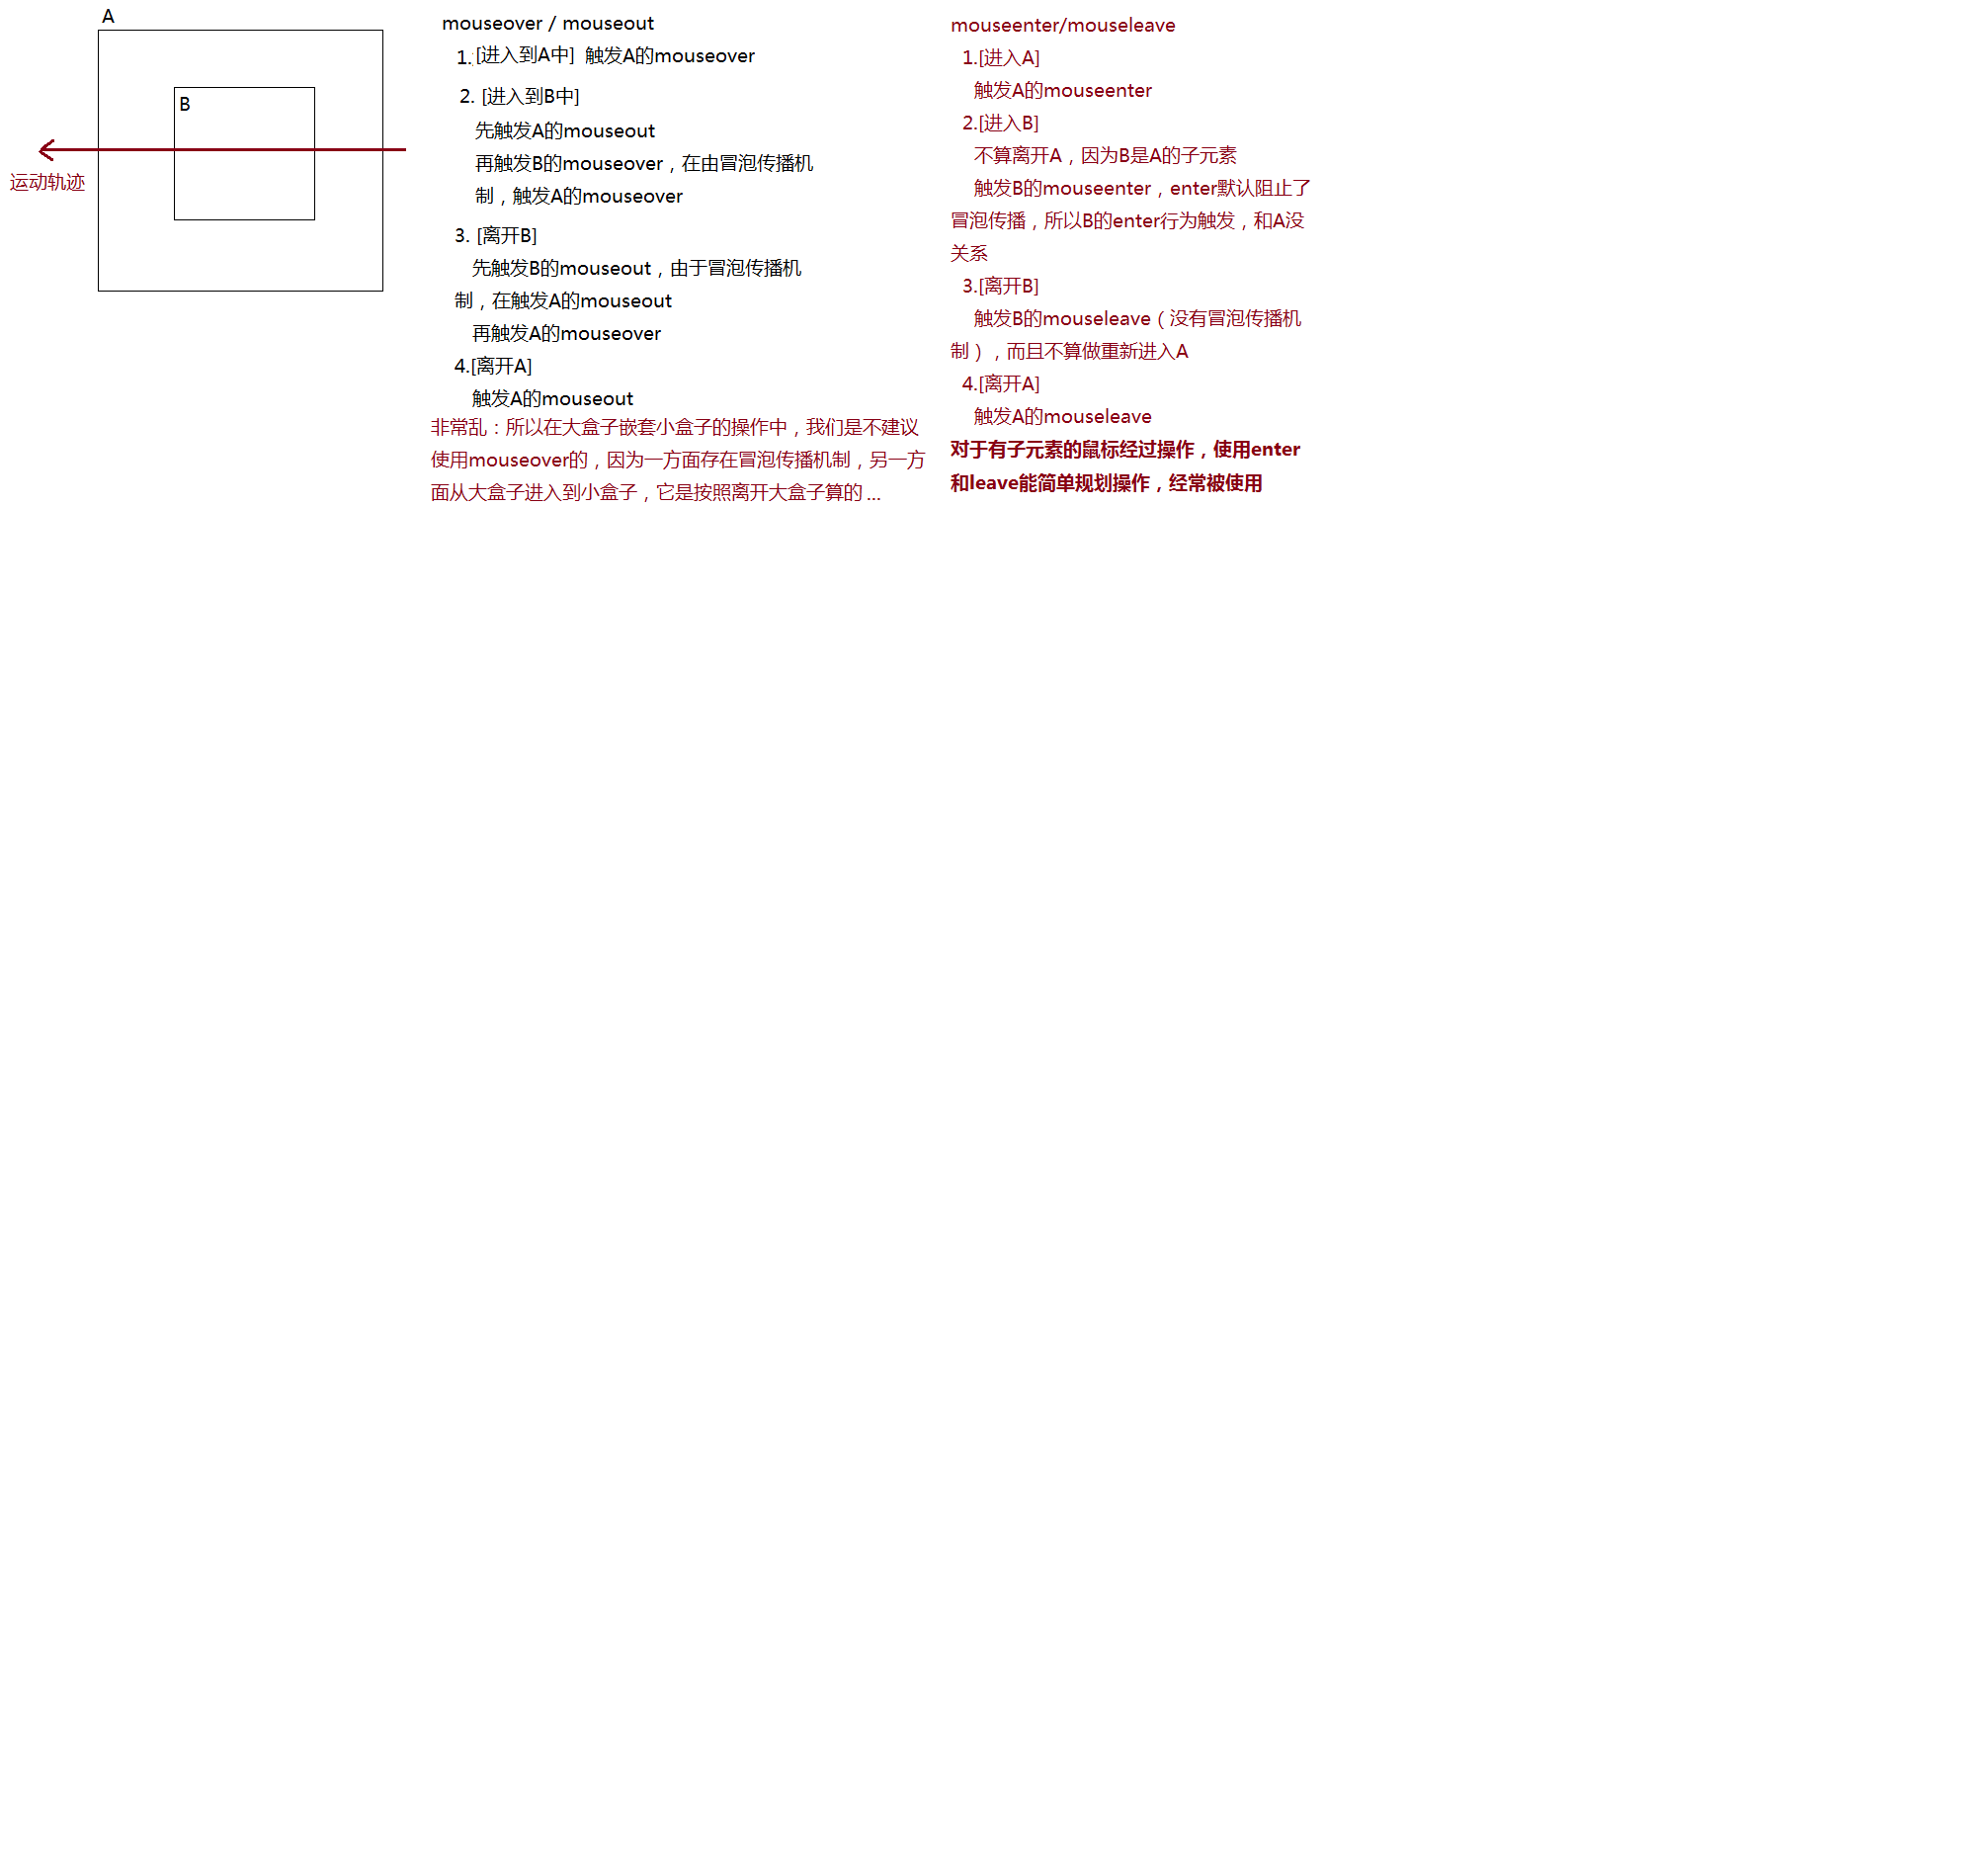 A
B
运动轨迹
mouseover / mouseout
1. [进入到A中] 触发A的mouseover
2. [进入到B中]
先触发A的mouseout
再触发B的mouseover，在由冒泡传播机
制，触发A的mouseover
3. [离开B]
先触发B的mouseout，由于冒泡传播机
制，在触发A的mouseout
再触发A的mouseover
4.[离开A]
触发A的mouseout
非常乱：所以在大盒子嵌套小盒子的操作中，我们是不建议
使用mouseover的，因为一方面存在冒泡传播机制，另一方
面从大盒子进入到小盒子，它是按照离开大盒子算的 ...
mouseenter/mouseleave
1.[进入A]
触发A的mouseenter
2.[进入B]
不算离开A，因为B是A的子元素
触发B的mouseenter，enter默认阻止了
冒泡传播，所以B的enter行为触发，和A没
关系
3.[离开B]
触发B的mouseleave（没有冒泡传播机
制），而且不算做重新进入A
4.[离开A]
触发A的mouseleave
对于有子元素的鼠标经过操作，使用enter
和leave能简单规划操作，经常被使用